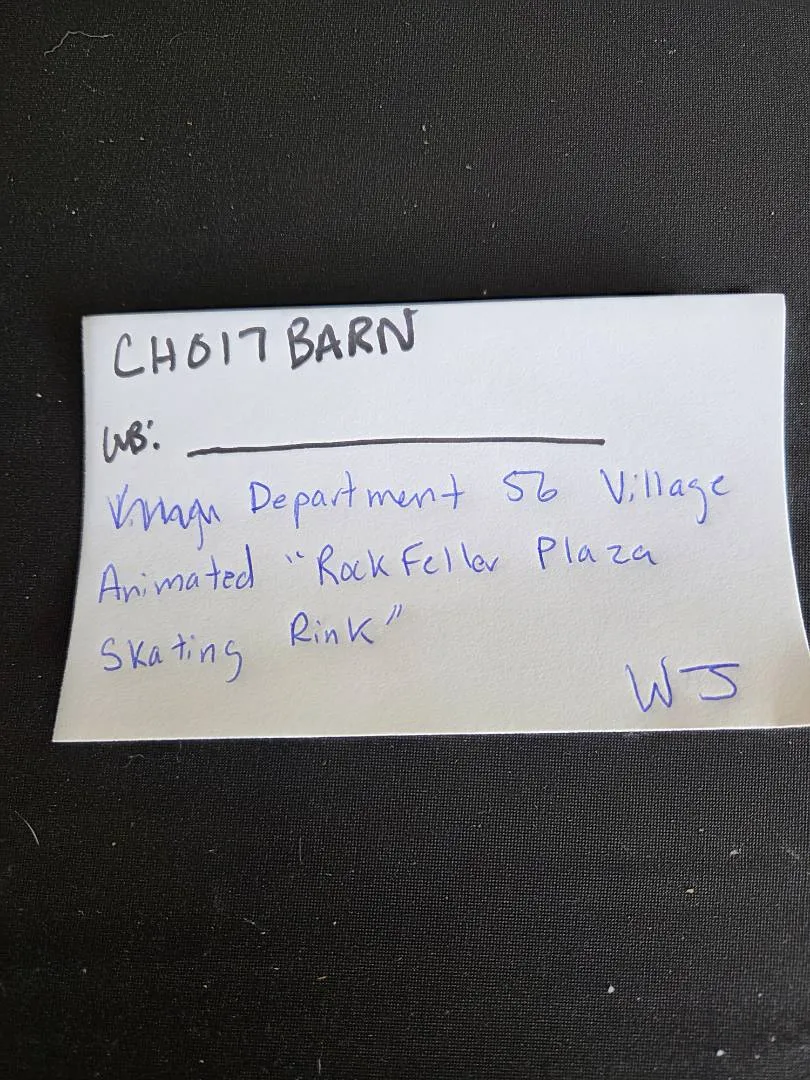 CH017 BARN
WB:
Department 56 Village
Animated "Rock Feller Plaza
Skating Rink"
WJ